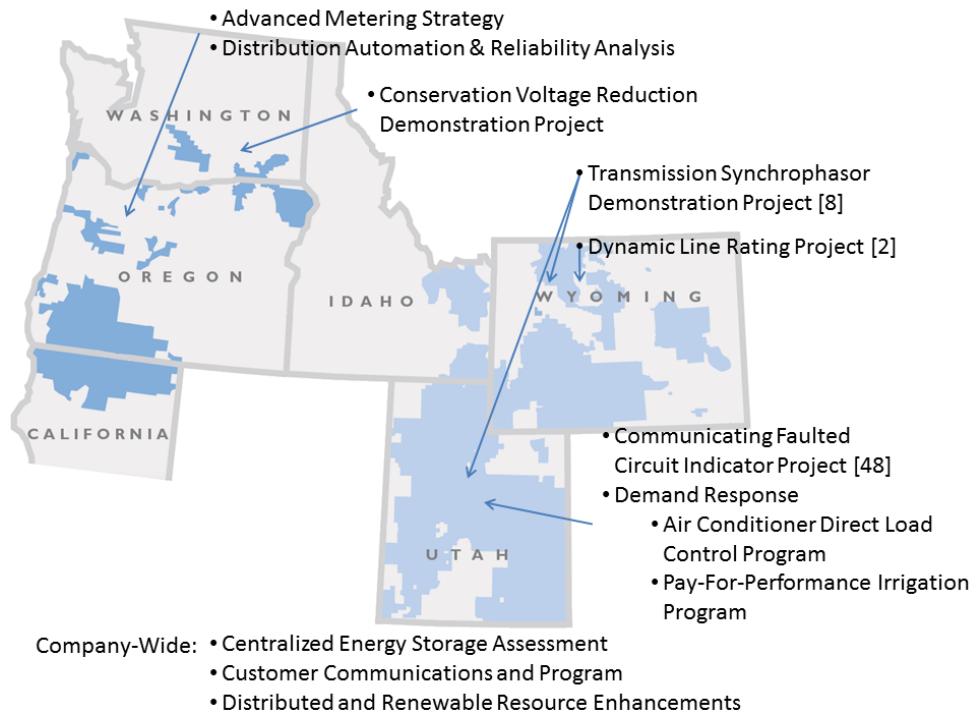 • Advanced Metering Strategy
• Distribution Automation & Reliability Analysis
• Conservation Voltage Reduction
Demonstration Project
WASHINGTON
• Transmission Synchrophasor
Demonstration Project [8]
• Dynamic Line Rating Project [2]
OREGON
IDAHO
WYOMING
CALIFORNIA
• Communicating Faulted
Circuit Indicator Project [48]
• Demand Response
• Air Conditioner Direct Load
Control Program
• Pay-For-Performance Irrigation
Program
UTAH
Company-Wide: • Centralized Energy Storage Assessment
• Customer Communications and Program
• Distributed and Renewable Resource Enhancements